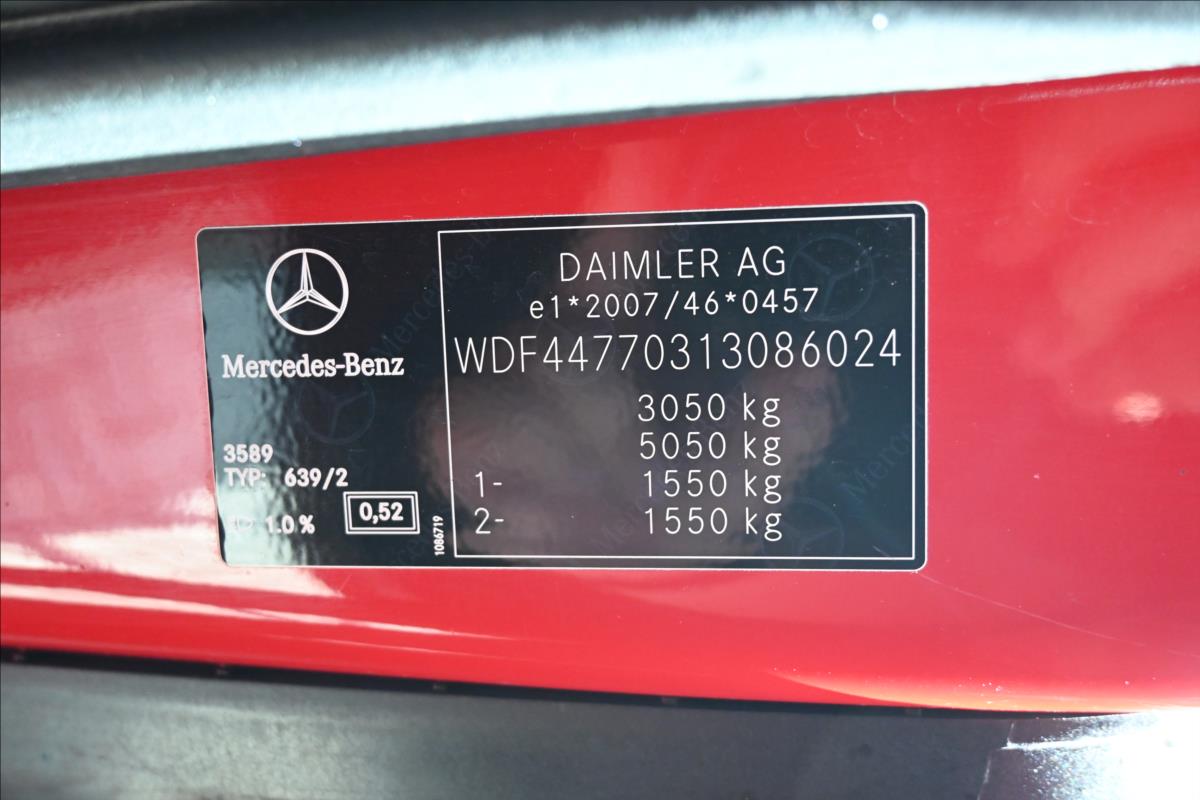 Mercedes-Benz
3589
TYP: 639/2
1.0 %
0,52
1086719
DAIMLER AG
e1*2007/46*0457
WDF44770313086024
3050 kg
5050 kg
1- 1550 kg
2- 1550 kg